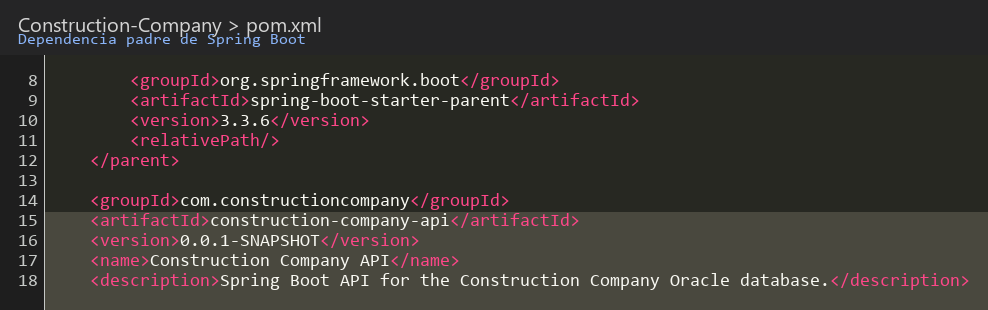 Construction-Company > pom.xml
Dependencia padre de Spring Boot
8 <groupId>org.springframework.boot</groupId>
9 <artifactId>spring-boot-starter-parent</artifactId>
10 <version>3.3.6</version>
11 <relativePath/>
12 </parent>
13
14 <groupId>com.constructioncompany</groupId>
15 <artifactId>construction-company-api</artifactId>
16 <version>0.0.1-SNAPSHOT</version>
17 <name>Construction Company API</name>
18 <description>Spring Boot API for the Construction Company Oracle database.</description>